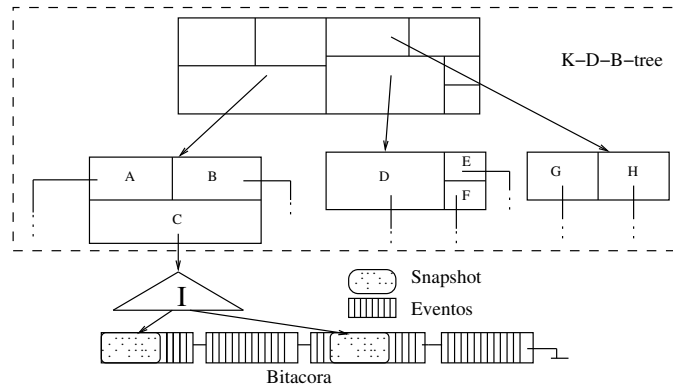 K-D-B-tree
A
B
C
D
E
F
G
H
I
Snapshot
Eventos
Bitacora